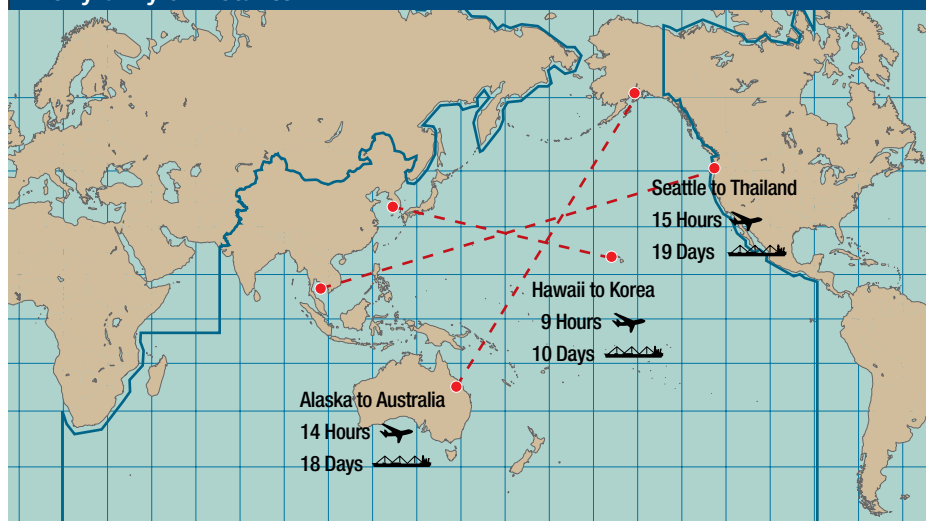 Seattle to Thailand
15 Hours
19 Days
Hawaii to Korea
9 Hours
10 Days
Alaska to Australia
14 Hours
18 Days